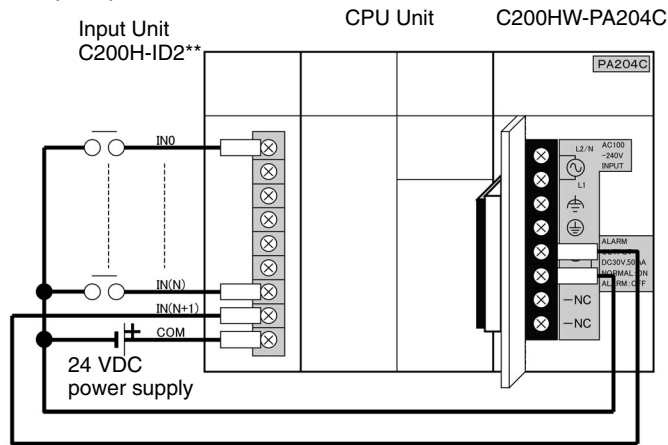 Input Unit
C200H-ID2**
CPU Unit
C200HW-PA204C
PA204C
IN0
IN(N)
IN(N+1)
COM
24 VDC
power supply
L2/N
L1
AC100
-240V
INPUT
ALARM
DC30V,50
NORMAL:ON
ALARM:OFF
NC
NC